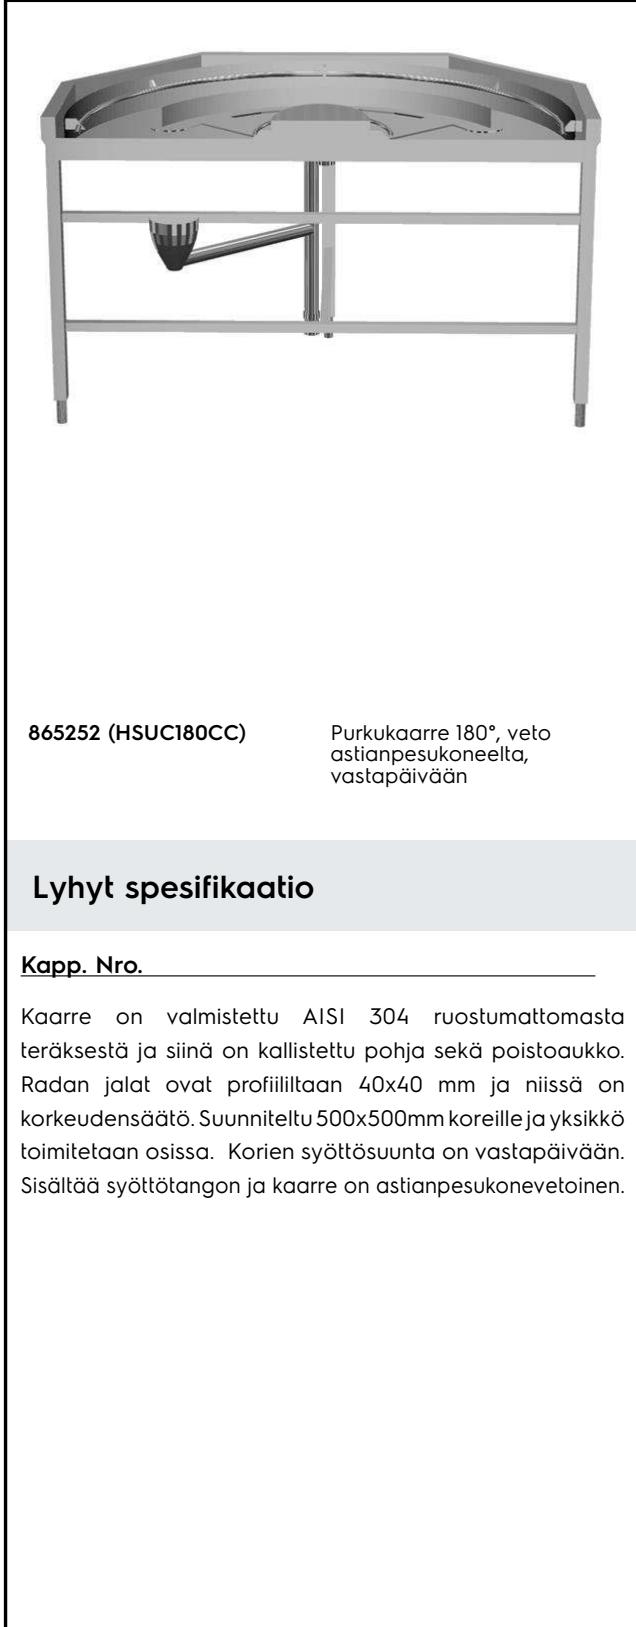 865252 (HSUC180CC)
Purkukaarre 180°, veto
astianpesukoneelta,
vastapäivään
Lyhyt spesifikaatio
Kapp. Nro.
Kaarre on valmistettu AISI 304 ruostumattomasta
teräksestä ja siinä on kallistettu pohja sekä poistoaukko.
Radan jalat ovat profiililtaan 40x40 mm ja niissä on
korkeudensäätö. Suunniteltu 500x500mm koreille ja yksikkö
toimitetaan osissa. Korien syöttösuunta on vastapäivään.
Sisältää syöttötangon ja kaarre on astianpesukonevetoinen.